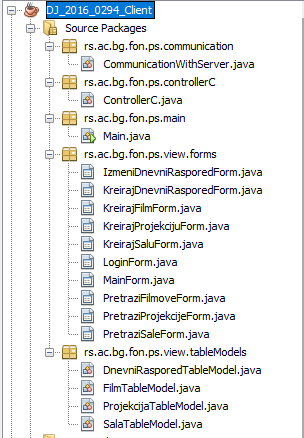 DJ_2016_0294_Client
Source Packages
rs.ac.bg.fon.ps.communication
CommunicationWithServer.java
rs.ac.bg.fon.ps.controllerC
ControllerC.java
rs.ac.bg.fon.ps.main
Main.java
rs.ac.bg.fon.ps.view.forms
IzmeniDnevniRasporedForm.java
KreirajDnevniRasporedForm.java
KreirajFilmForm.java
KreirajProjekcijuForm.java
KreirajSaluForm.java
LoginForm.java
MainForm.java
PretraziFilmoveForm.java
PretraziProjekcijeForm.java
PretraziSaleForm.java
rs.ac.bg.fon.ps.view.tableModels
DnevniRasporedTableModel.java
FilmTableModel.java
ProjekcijaTableModel.java
SalaTableModel.java